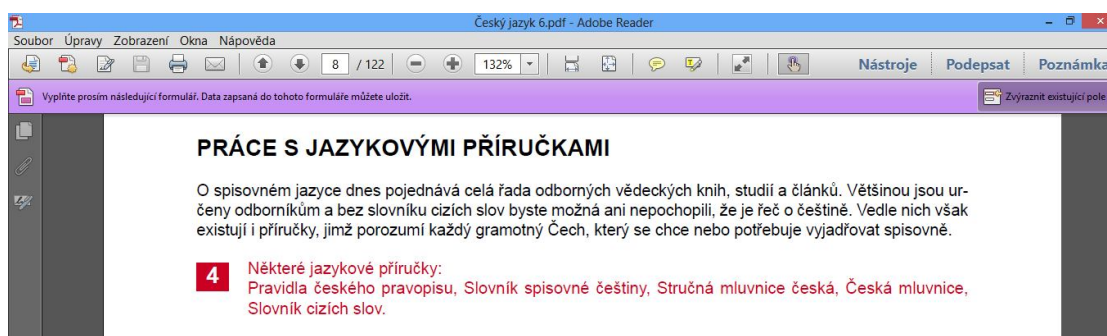 Český jazyk 6.pdf - Adobe Reader
Soubor Úpravy Zobrazení Okna Nápověda
8 / 122 132% Nástroje Podepsat Poznámka
Vyplňte prosím následující formulář. Data zapsaná do tohoto formuláře můžete uložit. Zvýraznit existující pole
PRÁCE S JAZYKOVÝMI PŘÍRUČKAMI
O spisovném jazyce dnes pojednává celá řada odborných vědeckých knih, studií a článků. Většinou jsou ur-
čeny odborníkům a bez slovníku cizích slov byste možná ani nepochopili, že je řeč o češtině. Vedle nich však
existují i příručky, jimž porozumí každý gramotný Čech, který se chce nebo potřebuje vyjadřovat spisovně.
4 Některé jazykové příručky:
Pravidla českého pravopisu, Slovník spisovné češtiny, Stručná mluvnice česká, Česká mluvnice,
Slovník cizích slov.